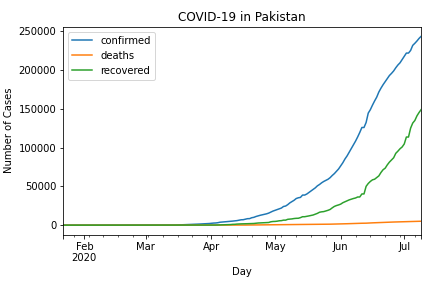 COVID-19 in Pakistan
confirmed
deaths
recovered
Number of Cases
250000
200000
150000
100000
50000
0
Feb
2020
Mar
Apr
May
Jun
Jul
Day